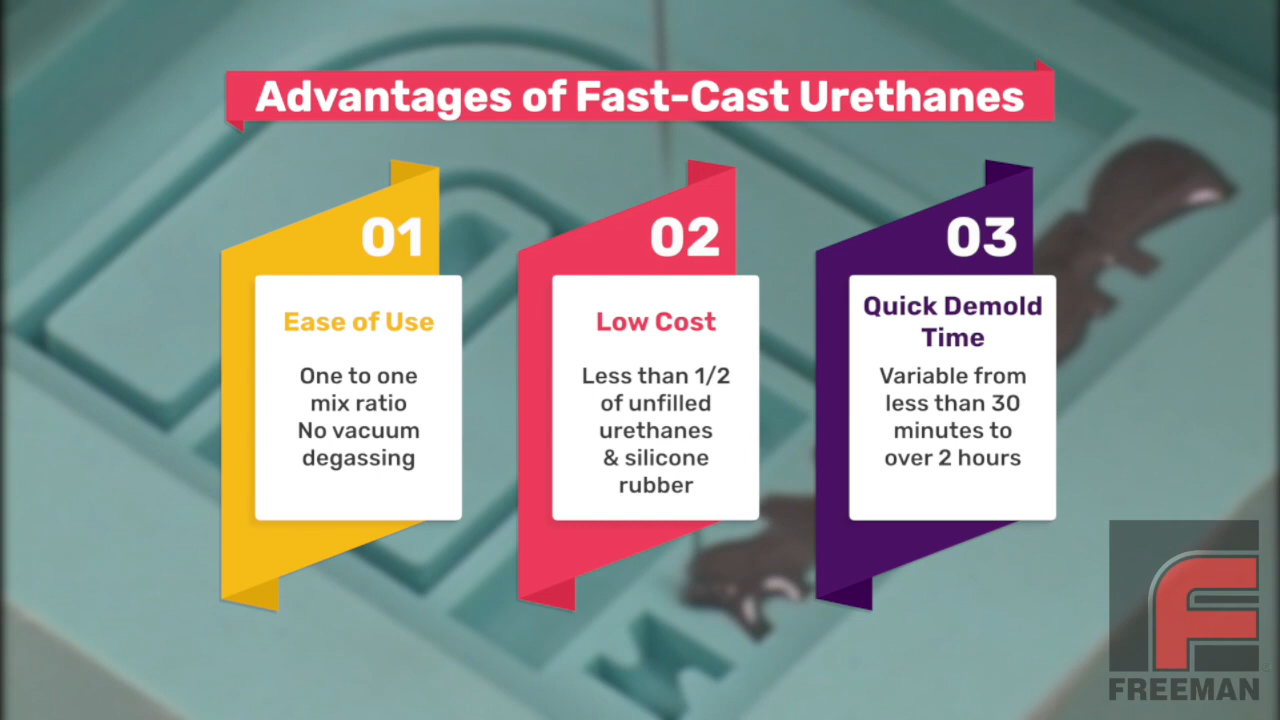 Advantages of Fast-Cast Urethanes
01
Ease of Use
One to one
mix ratio
No vacuum
degassing
02
Low Cost
Less than 1/2
of unfilled
urethanes
& silicone
rubber
03
Quick Demold
Time
Variable from
less than 30
minutes to
over 2 hours
F
FREEMAN